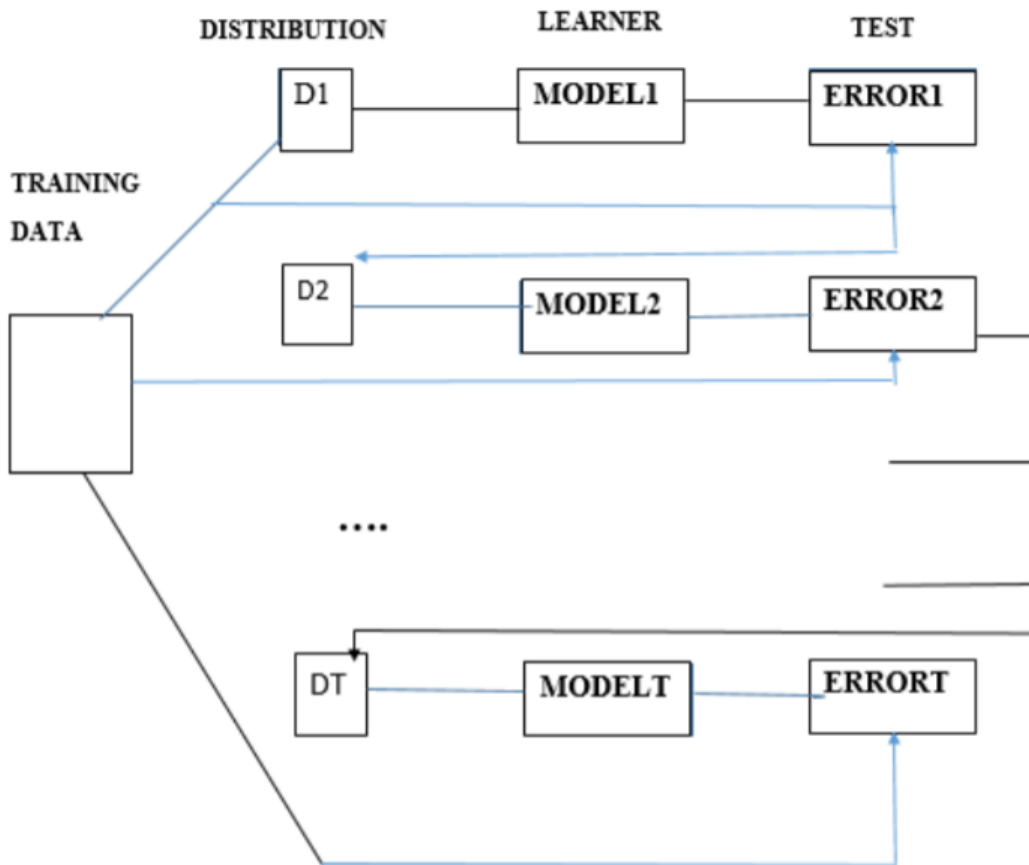 DISTRIBUTION LEARNER TEST
D1 MODEL1 ERROR1
TRAINING
DATA
D2 MODEL2 ERROR2
....
DT MODELT ERRORT